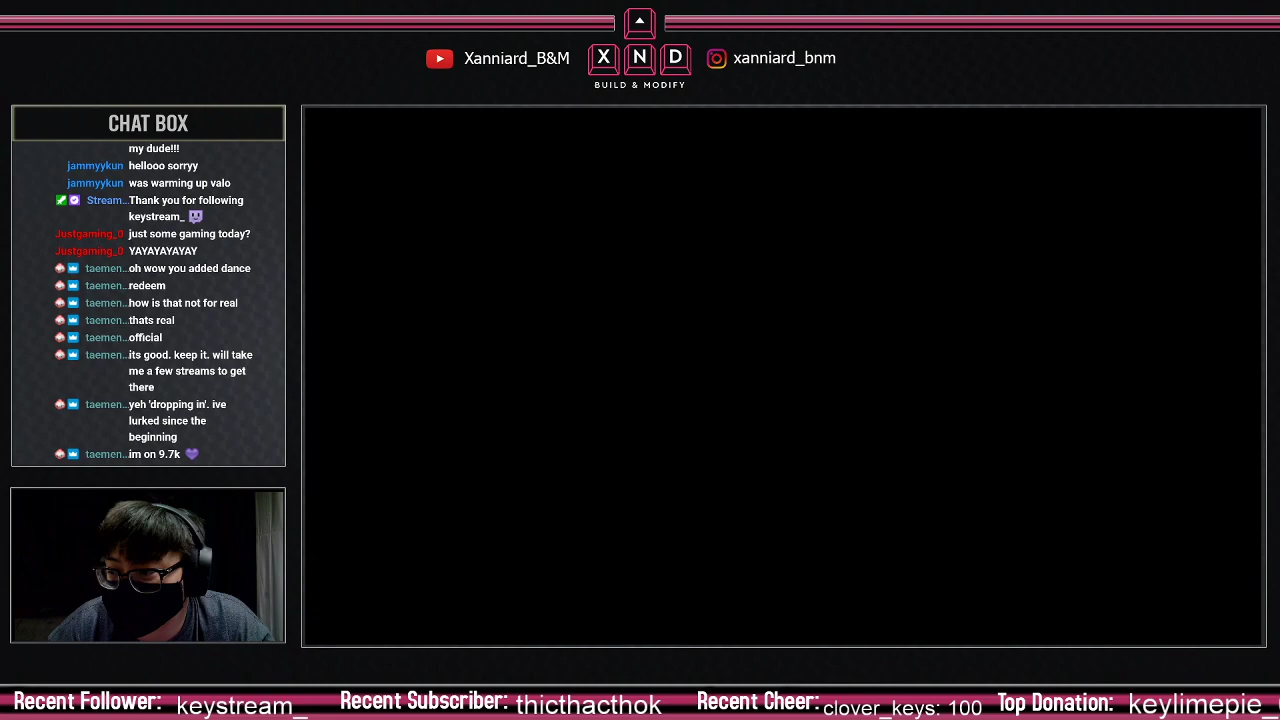 Xanniard_B&M
X N D
BUILD & MODIFY
xanniard_bnm
CHAT BOX
my dude!!!
jammyykun hellooo sorryy
jammyykun was warming up valo
Stream... Thank you for following
keystream_
Justgaming_0 just some gaming today?
Justgaming_0 YAYAYAYAYAY
taemen... oh wow you added dance
taemen... redeem
taemen... how is that not for real
taemen... thats real
taemen... official
taemen... its good. keep it. will take
me a few streams to get
there
taemen... yeh 'dropping in'. ive
lurked since the
beginning
taemen... im on 9.7k
Recent Follower: keystream_
Recent Subscriber: thicthacthok
Recent Cheer: clover_keys: 100
Top Donation: keylimepie_